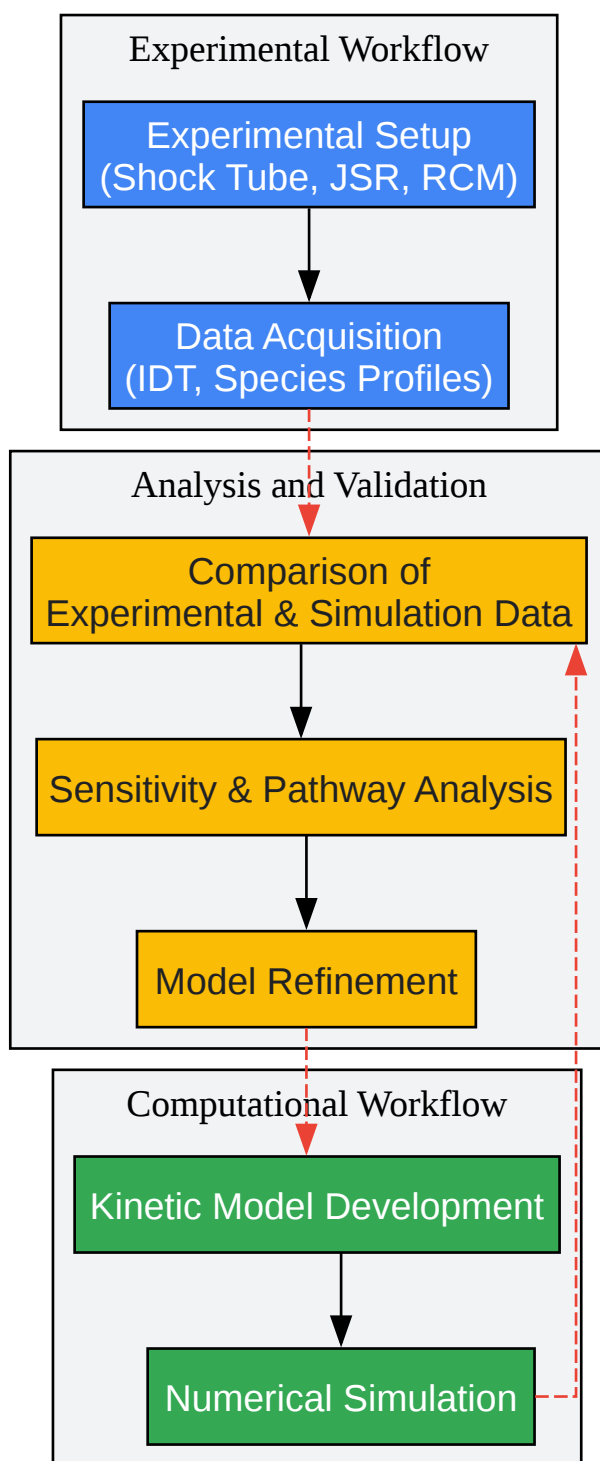 Experimental Workflow
Experimental Setup
(Shock Tube, JSR, RCM)
Data Acquisition
(IDT, Species Profiles)
Analysis and Validation
Comparison of
Experimental & Simulation Data
Sensitivity & Pathway Analysis
Model Refinement
Computational Workflow
Kinetic Model Development
Numerical Simulation